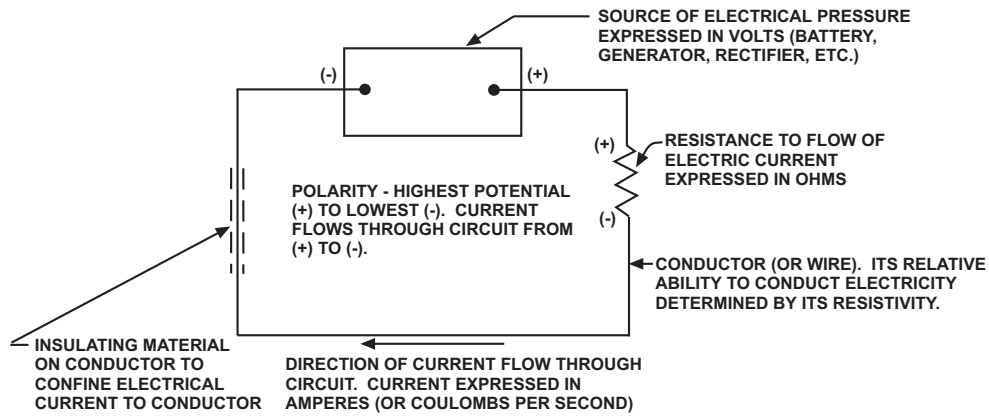 SOURCE OF ELECTRICAL PRESSURE
EXPRESSED IN VOLTS (BATTERY,
GENERATOR, RECTIFIER, ETC.)
(-)
(+)
(+)
RESISTANCE TO FLOW OF
ELECTRIC CURRENT
EXPRESSED IN OHMS
(-)
POLARITY - HIGHEST POTENTIAL
(+) TO LOWEST (-). CURRENT
FLOWS THROUGH CIRCUIT FROM
(+) TO (-).
CONDUCTOR (OR WIRE). ITS RELATIVE
ABILITY TO CONDUCT ELECTRICITY
DETERMINED BY ITS RESISTIVITY.
INSULATING MATERIAL
ON CONDUCTOR TO
CONFINE ELECTRICAL
CURRENT TO CONDUCTOR
DIRECTION OF CURRENT FLOW THROUGH
CIRCUIT. CURRENT EXPRESSED IN
AMPERES (OR COULOMBS PER SECOND)